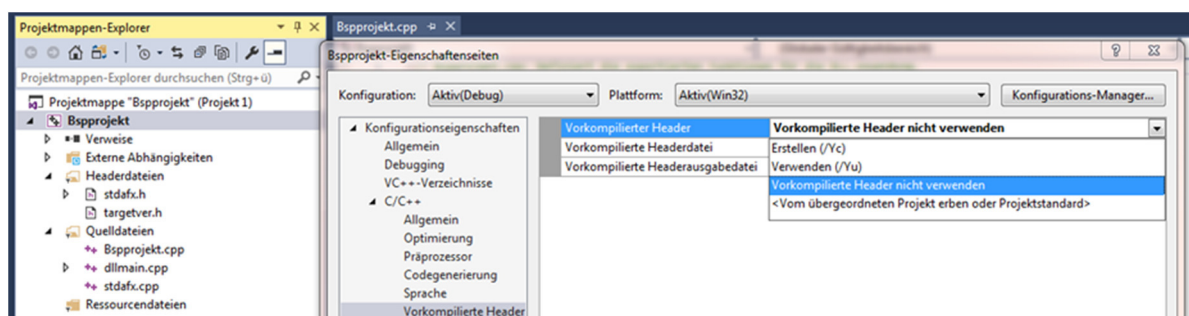 Projektmappen-Explorer
Projektmappen-Explorer durchsuchen (Strg+ü)
Projektmappe "Bspprojekt" (Projekt 1)
Bspprojekt
Verweise
Externe Abhängigkeiten
Headerdateien
stdafx.h
targetver.h
Quelldateien
Bspprojekt.cpp
dllmain.cpp
stdafx.cpp
Ressourcendateien
Bspprojekt.cpp
Bspprojekt-Eigenschaftenseiten
Konfiguration: Aktiv(Debug) Plattform: Aktiv(Win32) Konfigurations-Manager...
Konfigurationseigenschaften
Allgemein
Debugging
VC++-Verzeichnisse
C/C++
Allgemein
Optimierung
Präprozessor
Codegenerierung
Sprache
Vorkompilierte Header
Vorkompilierter Header Vorkompilierte Header nicht verwenden
Vorkompilierte Headerdatei Erstellen (/Yc)
Vorkompilierte Headerausgabedatei Verwenden (/Yu)
Vorkompilierte Header nicht verwenden
<Vom übergeordneten Projekt erben oder Projektstandard>